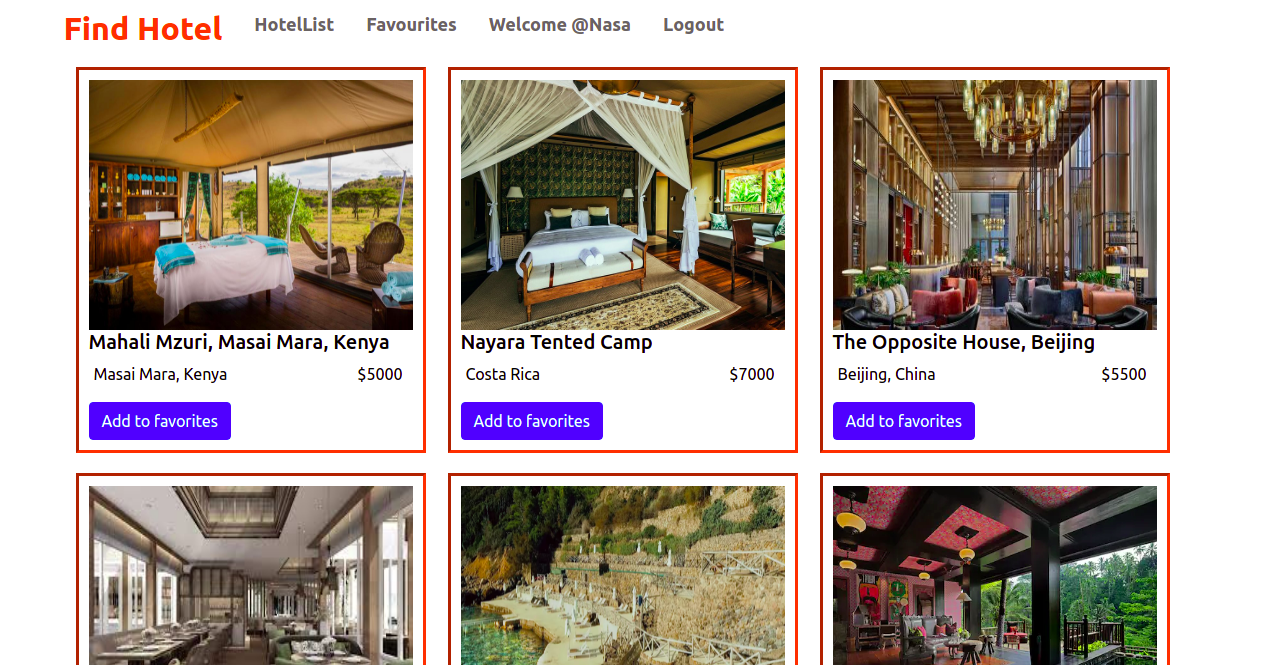 Find Hotel HotelList Favourites Welcome @Nasa Logout
Mahali Mzuri, Masai Mara, Kenya
Masai Mara, Kenya $5000
Add to favorites
Nayara Tented Camp
Costa Rica $7000
Add to favorites
The Opposite House, Beijing
Beijing, China $5500
Add to favorites